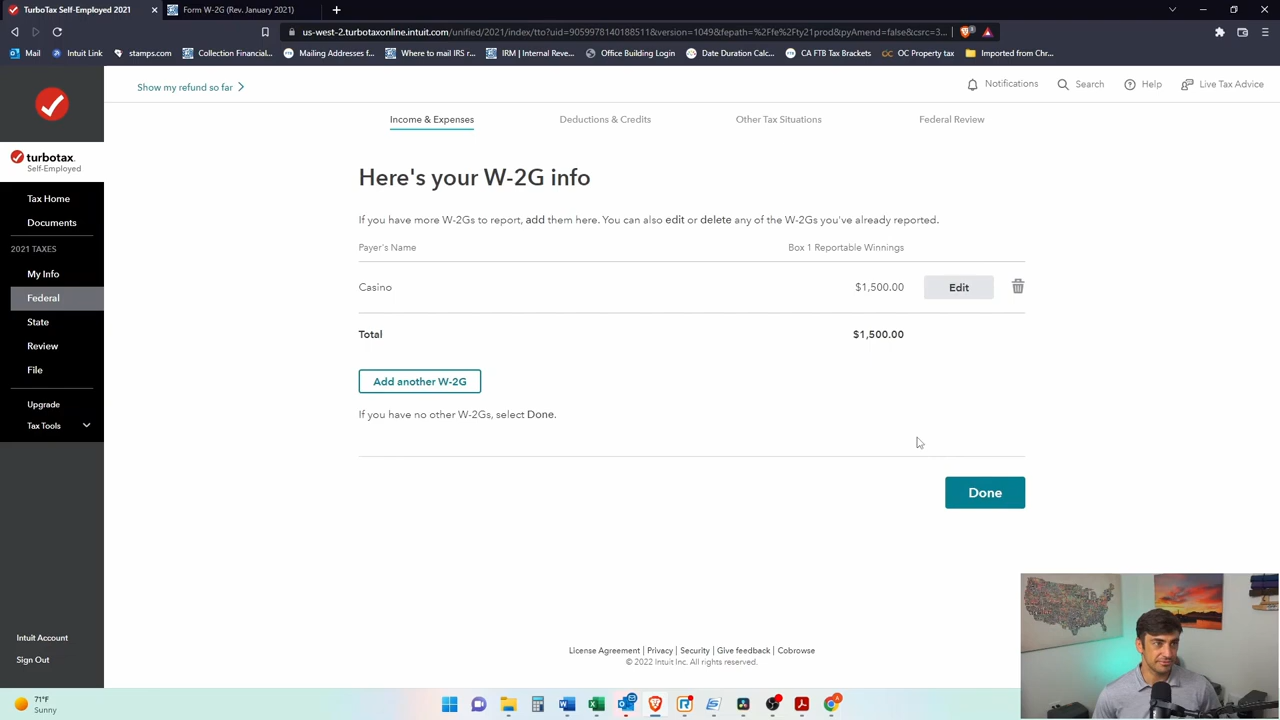 TurboTax Self-Employed 2021
Form W-2G (Rev. January 2021)
us-west-2.turbotaxonline.intuit.com/unified/2021/index/tto?uid=9059978140188511&version=1049&fepath=%2Ffe%2Fty21prod&pyAmend=false&csrc=3...
Mail
Intuit Link
stamps.com
Collection Financial...
Mailing Addresses f...
Where to mail IRS r...
IRM | Internal Reve...
Office Building Login
Date Duration Calc...
CA FTB Tax Brackets
OC Property tax
Imported from Chr...
Show my refund so far
Notifications
Search
Help
Live Tax Advice
Income & Expenses
Deductions & Credits
Other Tax Situations
Federal Review
turbotax
Self-Employed
Tax Home
Documents
2021 TAXES
My Info
Federal
State
Review
File
Upgrade
Tax Tools
Intuit Account
Sign Out
Here's your W-2G info
If you have more W-2Gs to report, add them here. You can also edit or delete any of the W-2Gs you've already reported.
Payer's Name Box 1 Reportable Winnings
Casino $1,500.00 Edit
Total $1,500.00
Add another W-2G
If you have no other W-2Gs, select Done.
Done
License Agreement | Privacy | Security | Give feedback | Cobrowse
© 2022 Intuit Inc. All rights reserved.
71°F
Sunny